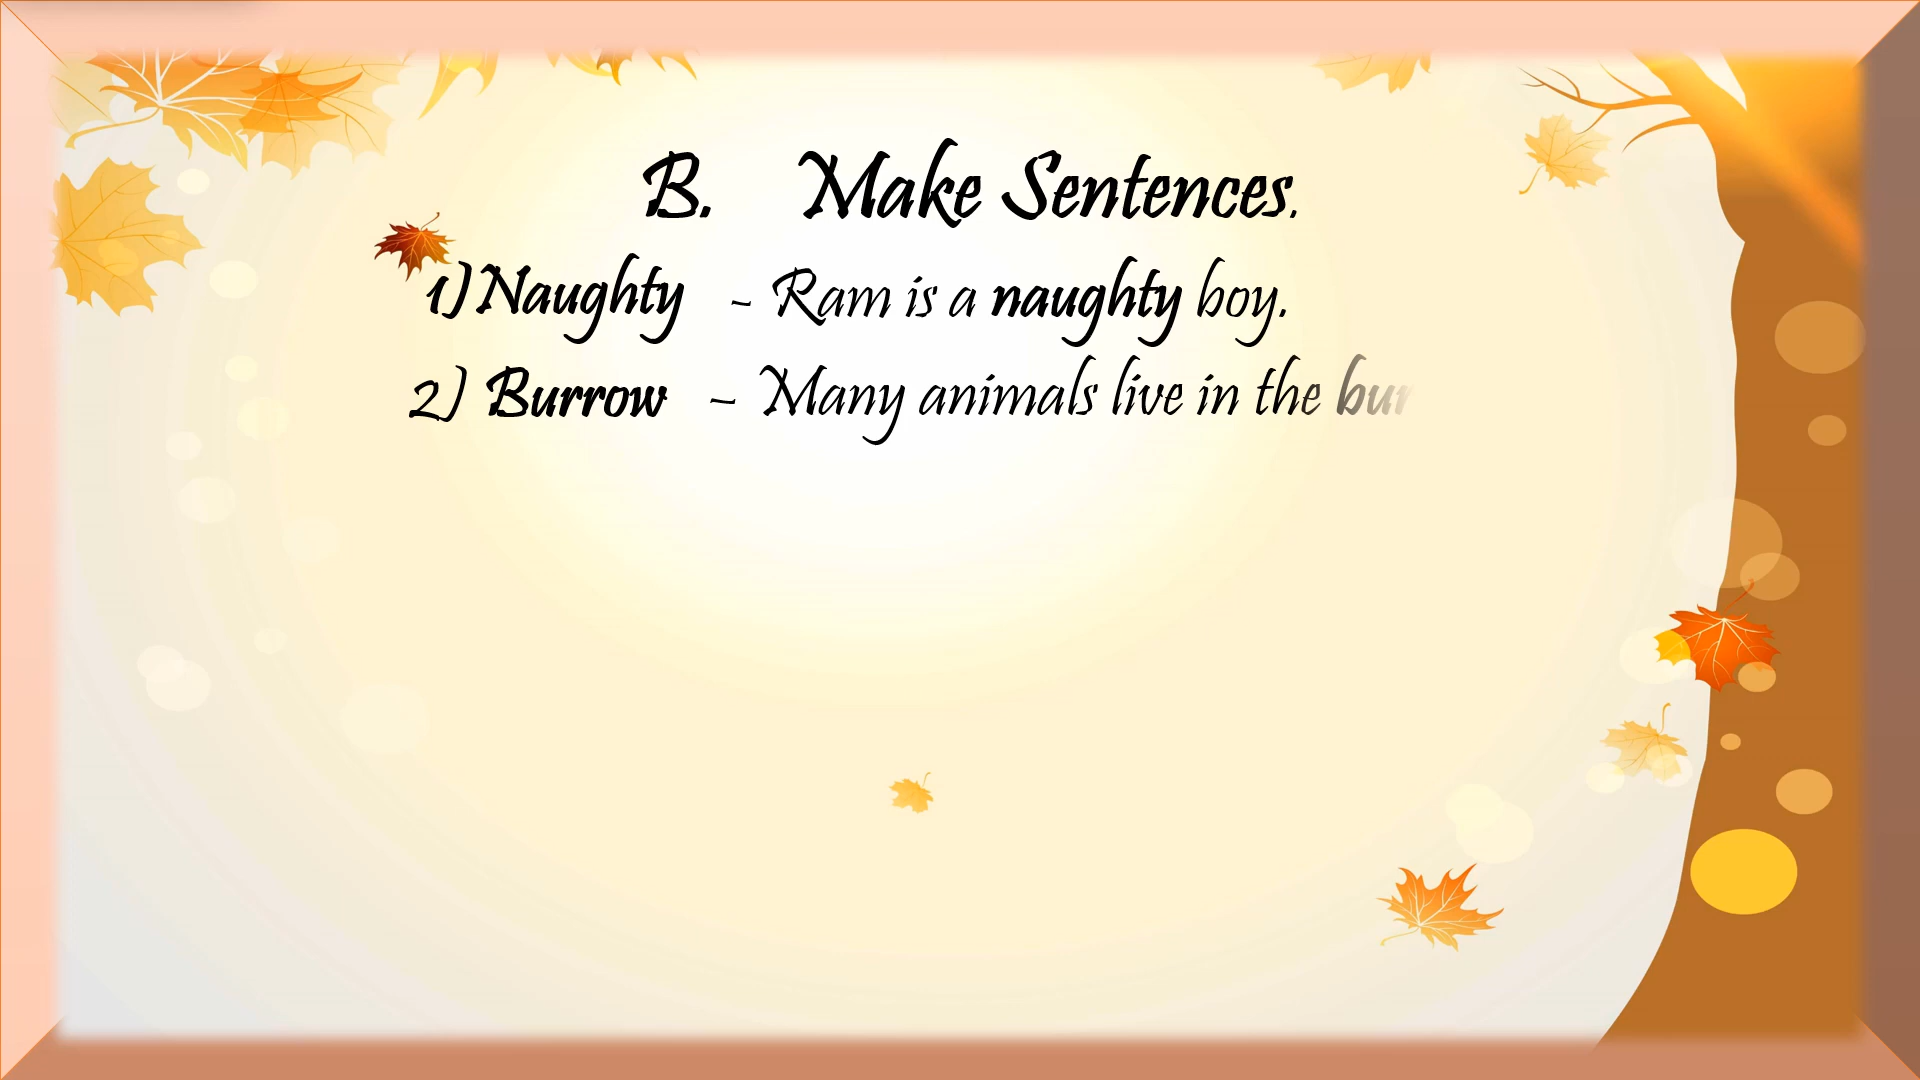 B. Make Sentences.
1) Naughty - Ram is a naughty boy.
2) Burrow – Many animals live in the